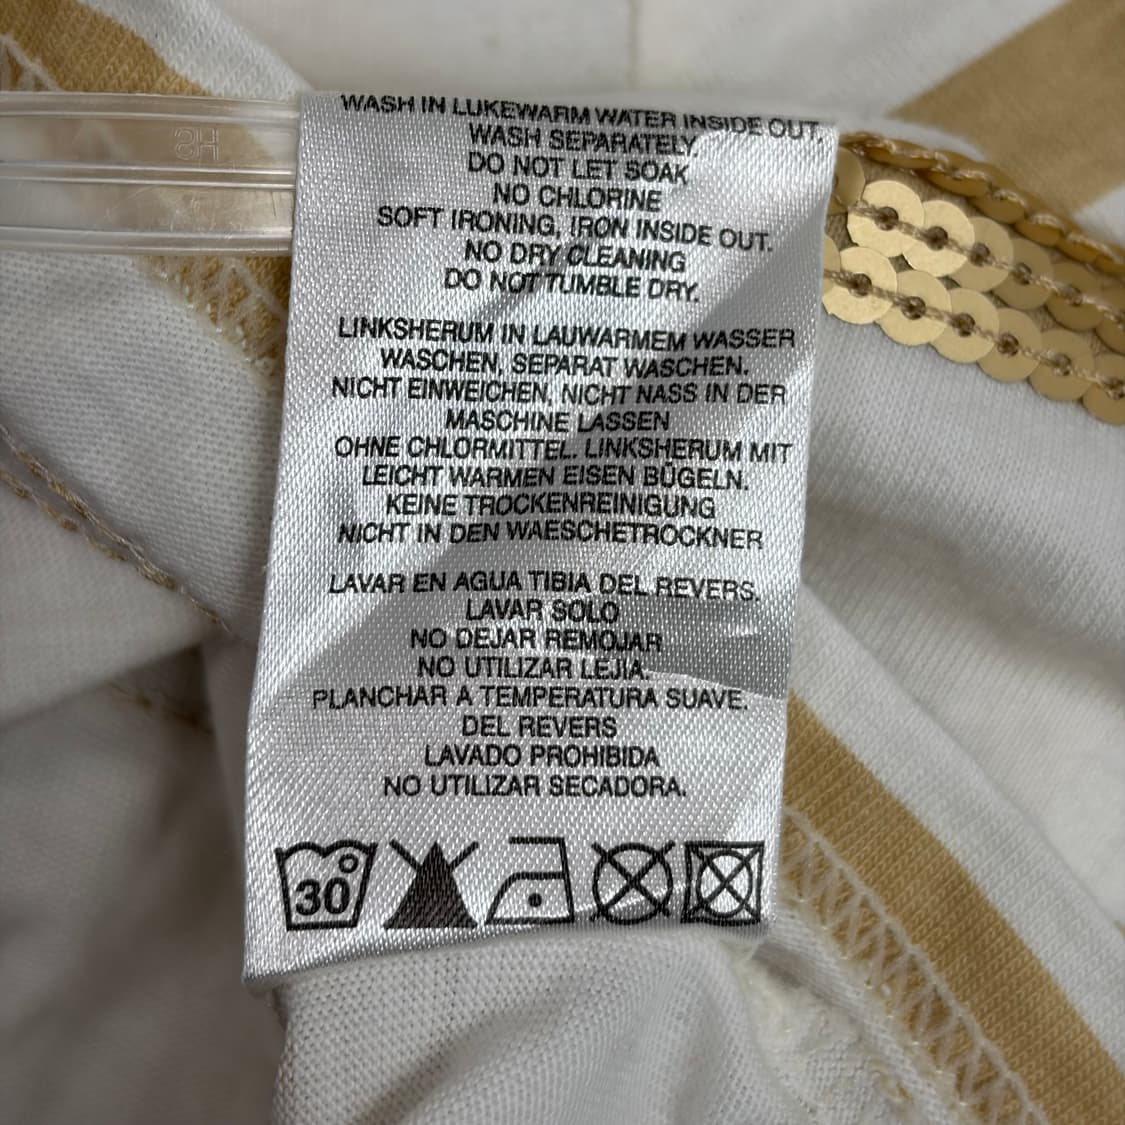 SH
WASH IN LUKEWARM WATER INSIDE OUT,
WASH SEPARATELY.
DO NOT LET SOAK
NO CHLORINE
SOFT IRONING, IRON INSIDE OUT.
NO DRY CLEANING
DO NOT TUMBLE DRY.
LINKSHERUM IN LAUWARMEM WASSER
WASCHEN, SEPARAT WASCHEN.
NICHT EINWEICHEN, NICHT NASS IN DER
MASCHINE LASSEN
OHNE CHLORMITTEL. LINKSHERUM MIT
LEICHT WARMEN EISEN BÜGELN.
KEINE TROCKENREINIGUNG
NICHT IN DEN WAESCHETROCKNER
LAVAR EN AGUA TIBIA DEL REVERS.
LAVAR SOLO
NO DEJAR REMOJAR
NO UTILIZAR LEJIA.
PLANCHAR A TEMPERATURA SUAVE.
DEL REVERS
LAVADO PROHIBIDA
NO UTILIZAR SECADORA.
30°